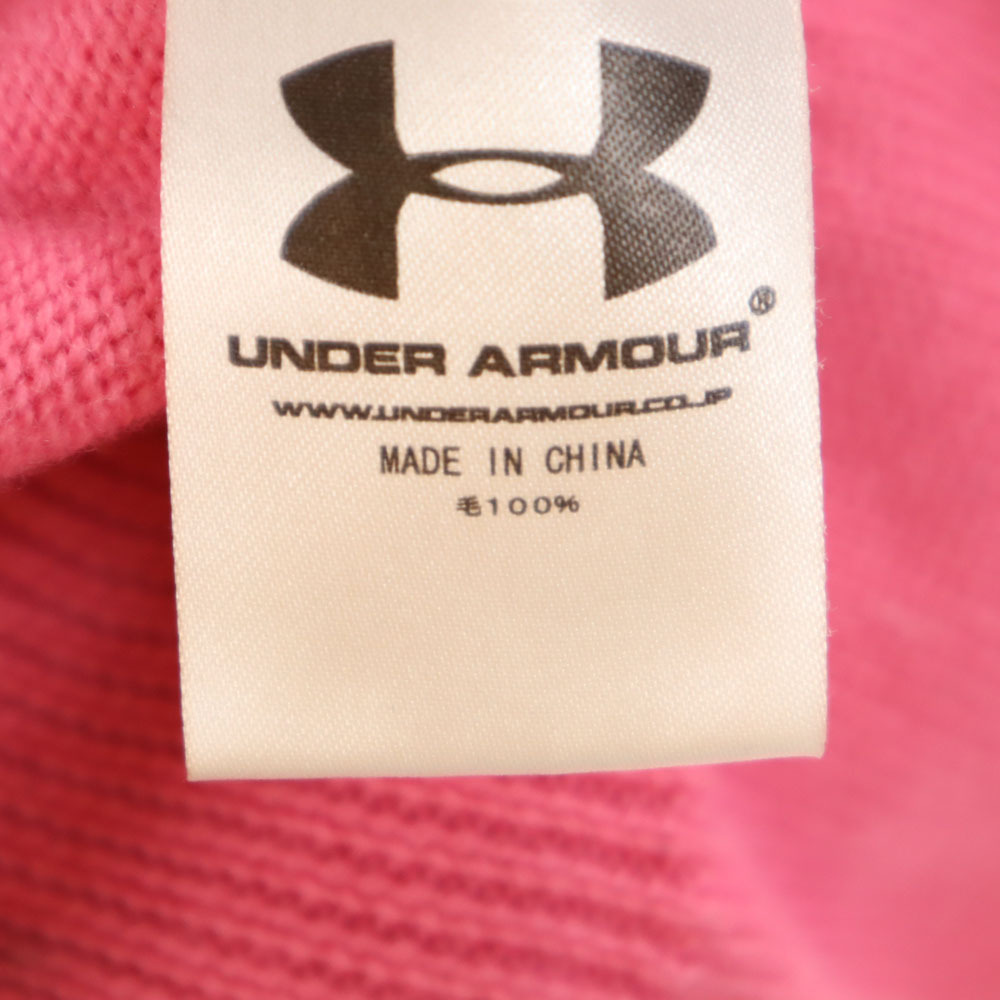 UNDER ARMOUR®
WWW.UNDERARMOUR.CO.JP
MADE IN CHINA
毛100%